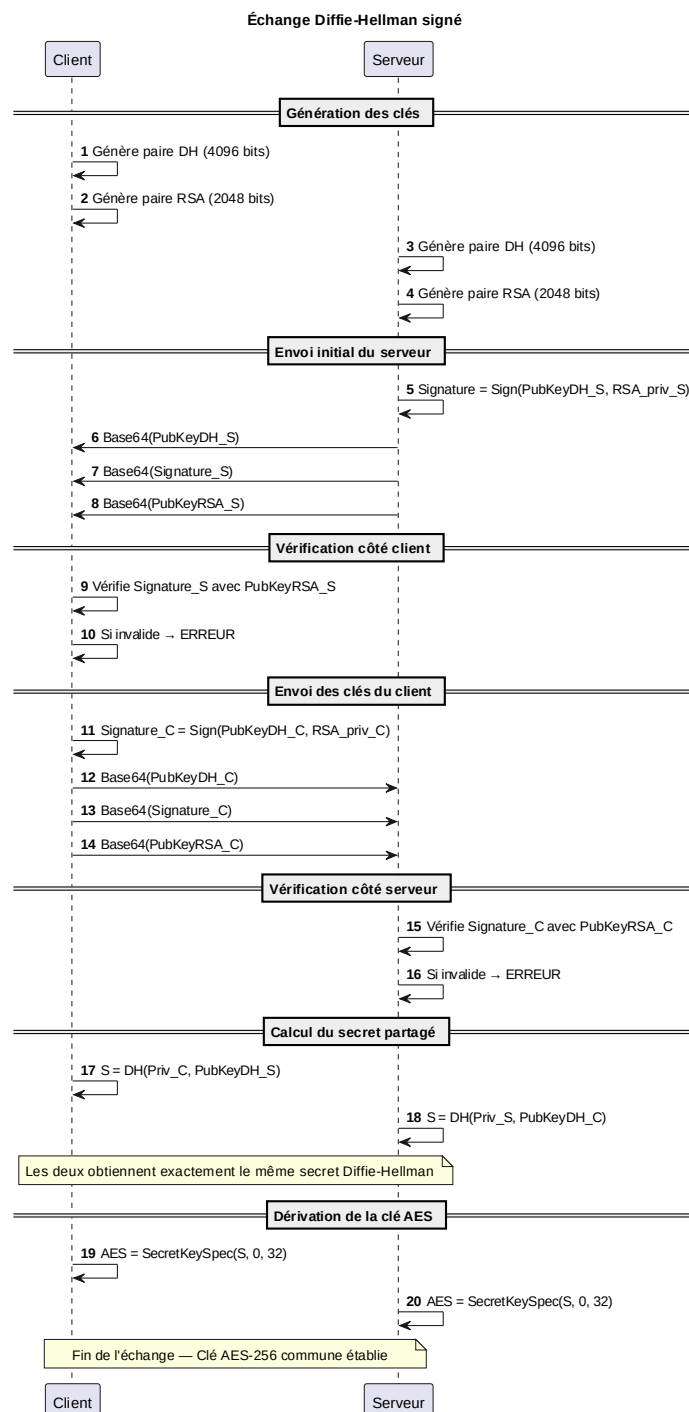 Échange Diffie-Hellman signé
Client
Serveur
Génération des clés
1 Génère paire DH (4096 bits)
2 Génère paire RSA (2048 bits)
3 Génère paire DH (4096 bits)
4 Génère paire RSA (2048 bits)
Envoi initial du serveur
5 Signature = Sign(PubKeyDH_S, RSA_priv_S)
6 Base64(PubKeyDH_S)
7 Base64(Signature_S)
8 Base64(PubKeyRSA_S)
Vérification côté client
9 Vérifie Signature_S avec PubKeyRSA_S
10 Si invalide → ERREUR
Envoi des clés du client
11 Signature_C = Sign(PubKeyDH_C, RSA_priv_C)
12 Base64(PubKeyDH_C)
13 Base64(Signature_C)
14 Base64(PubKeyRSA_C)
Vérification côté serveur
15 Vérifie Signature_C avec PubKeyRSA_C
16 Si invalide → ERREUR
Calcul du secret partagé
17 S = DH(Priv_C, PubKeyDH_S)
18 S = DH(Priv_S, PubKeyDH_C)
Les deux obtiennent exactement le même secret Diffie-Hellman
Dérivation de la clé AES
19 AES = SecretKeySpec(S, 0, 32)
20 AES = SecretKeySpec(S, 0, 32)
Fin de l'échange — Clé AES-256 commune établie
Client
Serveur